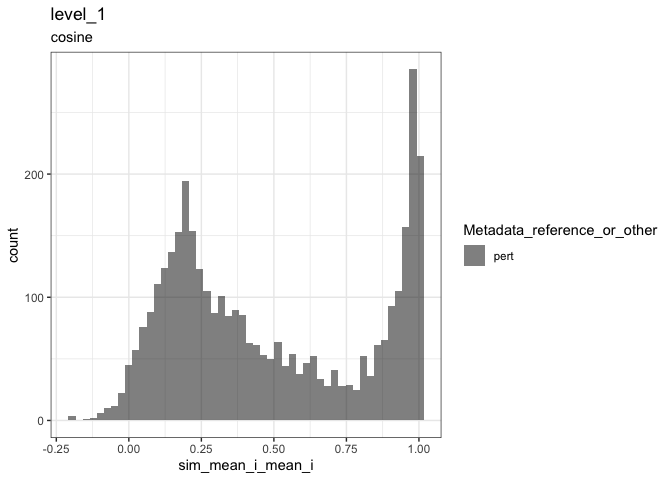 level_1
cosine
200
100
0
count
-0.25 0.00 0.25 0.50 0.75 1.00
sim_mean_i_mean_i
Metadata_reference_or_other
pert